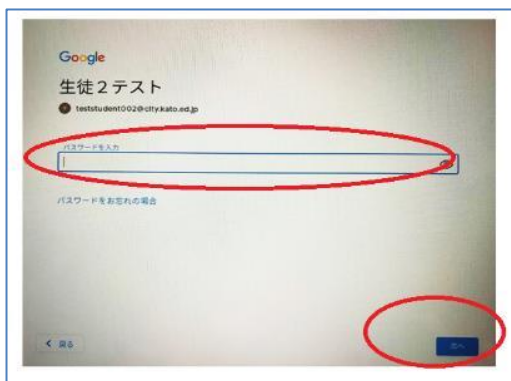 Google
生徒２テスト
teststudent002@city.kato.ed.jp
パスワードを入力
パスワードをお忘れの場合
戻る
次へ